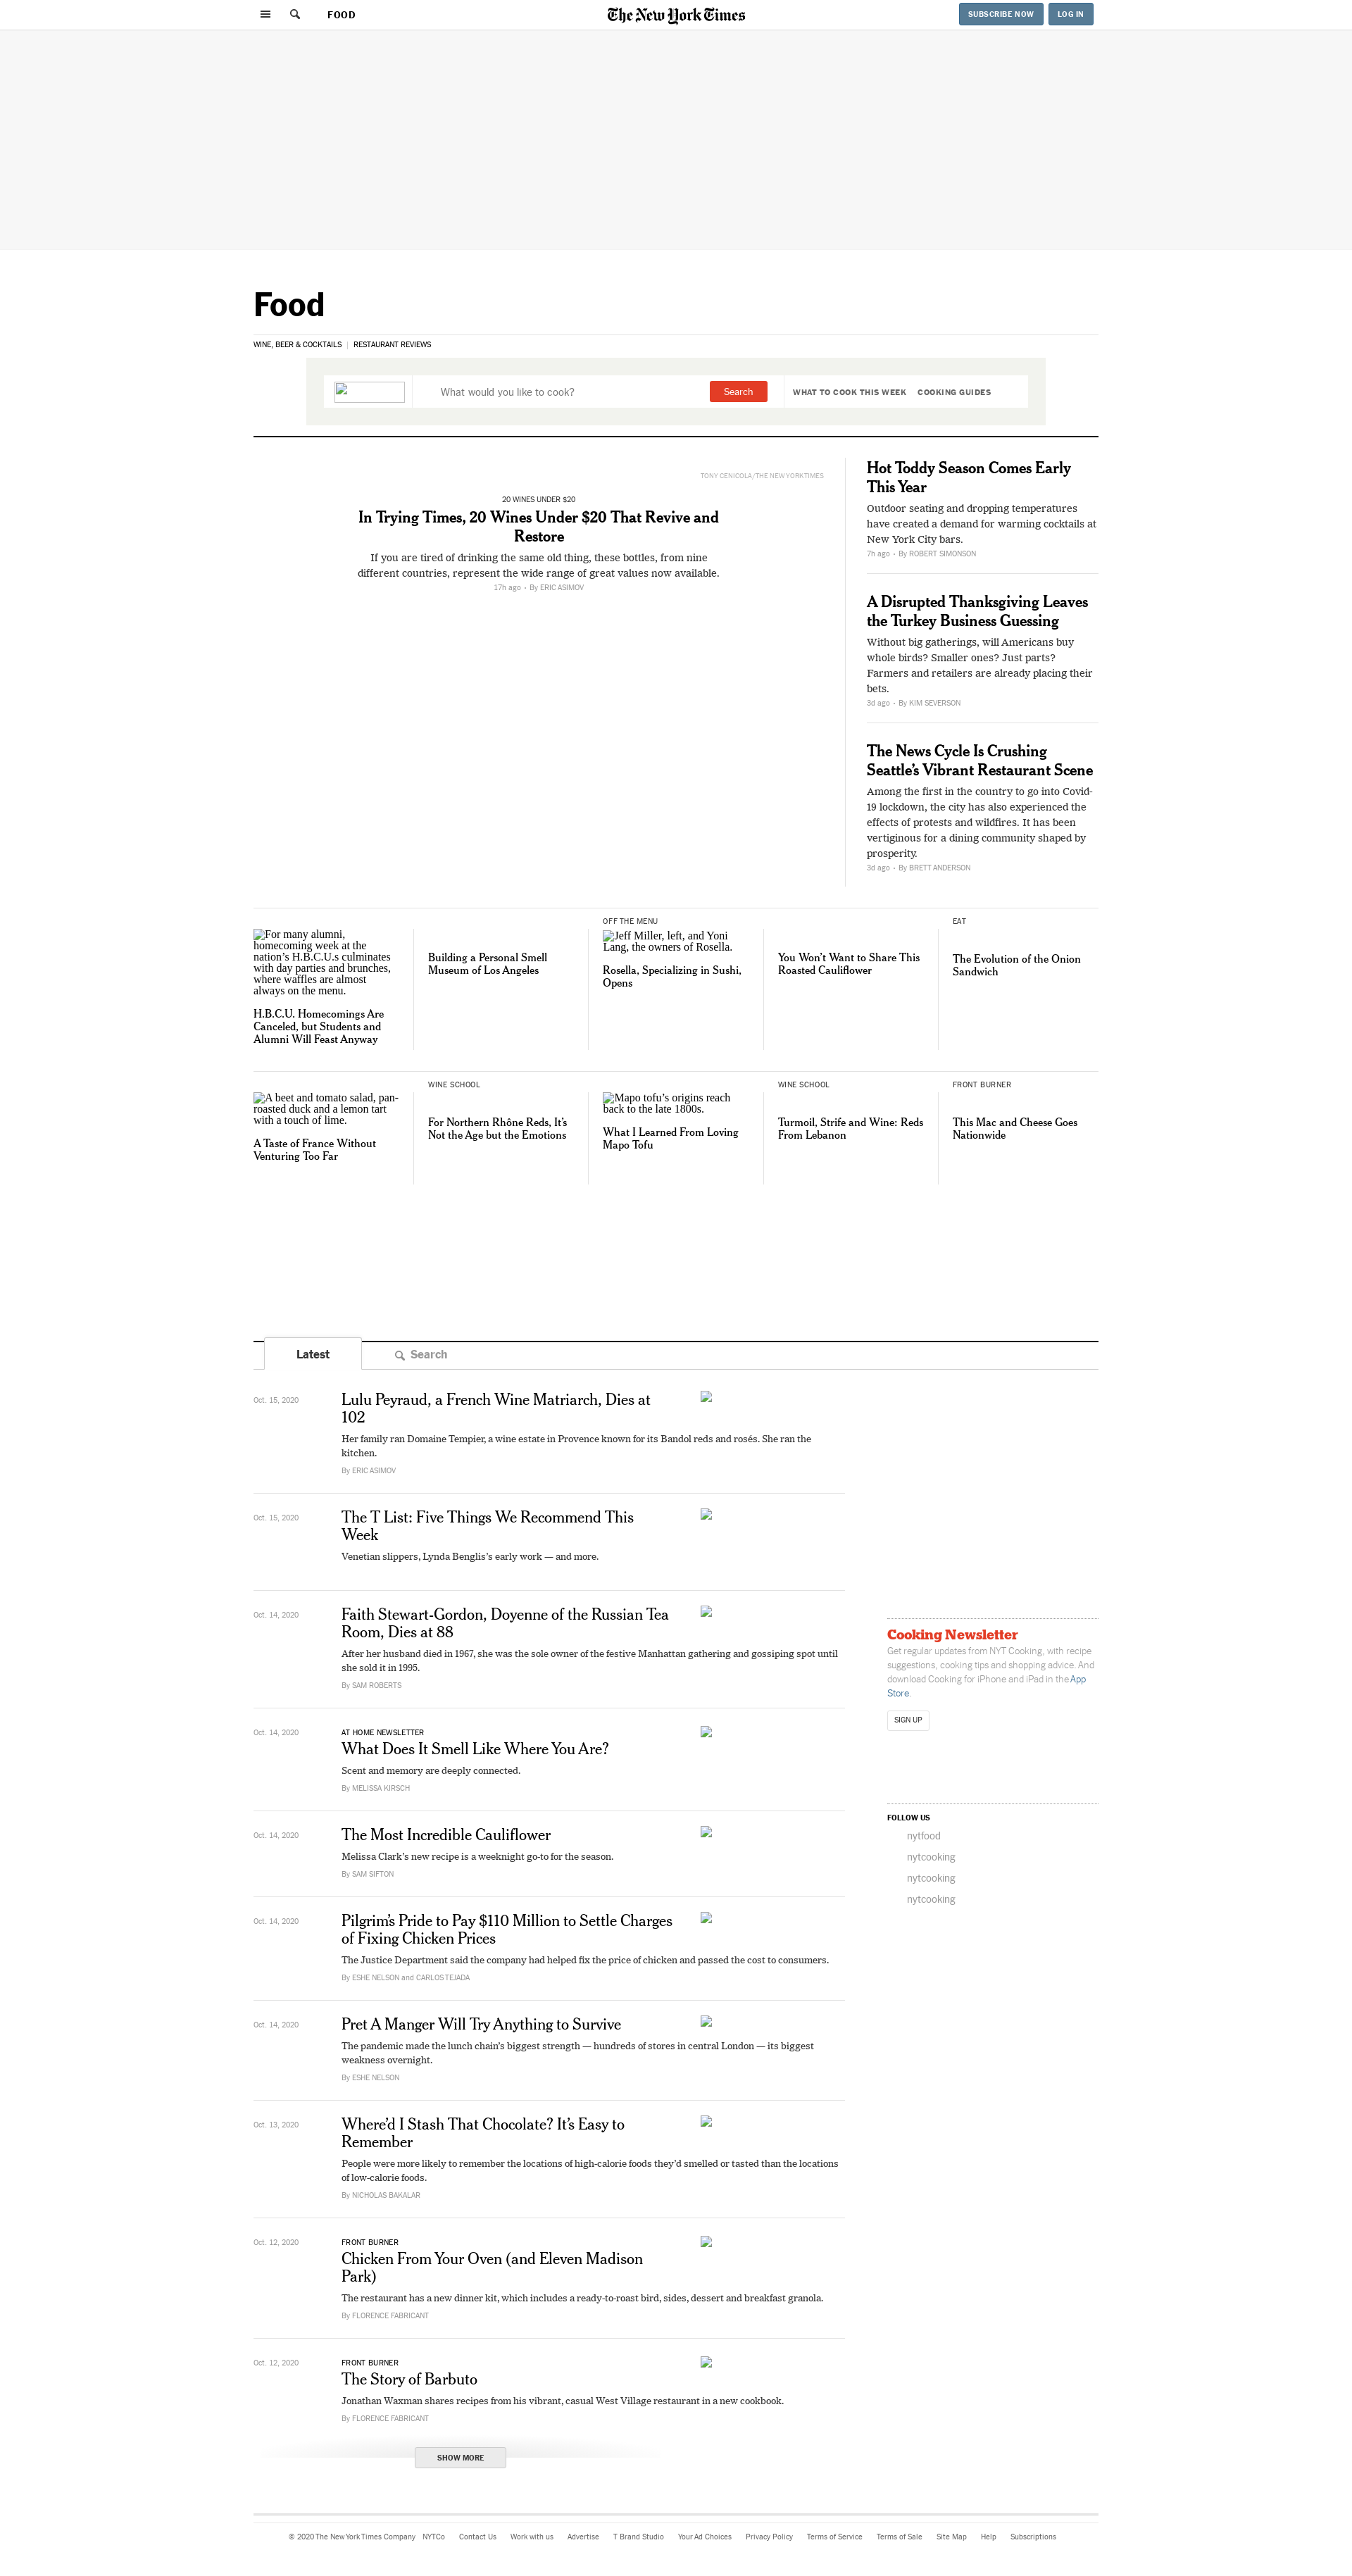 FOOD
The New York Times
SUBSCRIBE NOW
LOG IN
Food
WINE, BEER & COCKTAILS
RESTAURANT REVIEWS
What would you like to cook?
Search
WHAT TO COOK THIS WEEK
COOKING GUIDES
TONY CENICOLA/THE NEW YORK TIMES
20 WINES UNDER $20
In Trying Times, 20 Wines Under $20 That Revive and
Restore
If you are tired of drinking the same old thing, these bottles, from nine
different countries, represent the wide range of great values now available.
17h ago • By ERIC ASIMOV
Hot Toddy Season Comes Early
This Year
Outdoor seating and dropping temperatures
have created a demand for warming cocktails at
New York City bars.
7h ago • By ROBERT SIMONSON
A Disrupted Thanksgiving Leaves
the Turkey Business Guessing
Without big gatherings, will Americans buy
whole birds? Smaller ones? Just parts?
Farmers and retailers are already placing their
bets.
3d ago • By KIM SEVERSON
The News Cycle Is Crushing
Seattle’s Vibrant Restaurant Scene
Among the first in the country to go into Covid-
19 lockdown, the city has also experienced the
effects of protests and wildfires. It has been
vertiginous for a dining community shaped by
prosperity.
3d ago • By BRETT ANDERSON
For many alumni,
homecoming week at the
nation’s H.B.C.U.s culminates
with day parties and brunches,
where waffles are almost
always on the menu.
H.B.C.U. Homecomings Are
Canceled, but Students and
Alumni Will Feast Anyway
Building a Personal Smell
Museum of Los Angeles
OFF THE MENU
Jeff Miller, left, and Yoni
Lang, the owners of Rosella.
Rosella, Specializing in Sushi,
Opens
You Won’t Want to Share This
Roasted Cauliflower
EAT
The Evolution of the Onion
Sandwich
A beet and tomato salad, pan-
roasted duck and a lemon tart
with a touch of lime.
A Taste of France Without
Venturing Too Far
WINE SCHOOL
For Northern Rhône Reds, It’s
Not the Age but the Emotions
Mapo tofu’s origins reach
back to the late 1800s.
What I Learned From Loving
Mapo Tofu
WINE SCHOOL
Turmoil, Strife and Wine: Reds
From Lebanon
FRONT BURNER
This Mac and Cheese Goes
Nationwide
Latest
Search
Oct. 15, 2020
Lulu Peyraud, a French Wine Matriarch, Dies at
102
Her family ran Domaine Tempier, a wine estate in Provence known for its Bandol reds and rosés. She ran the
kitchen.
By ERIC ASIMOV
Oct. 15, 2020
The T List: Five Things We Recommend This
Week
Venetian slippers, Lynda Benglis’s early work — and more.
Oct. 14, 2020
Faith Stewart-Gordon, Doyenne of the Russian Tea
Room, Dies at 88
After her husband died in 1967, she was the sole owner of the festive Manhattan gathering and gossiping spot until
she sold it in 1995.
By SAM ROBERTS
Oct. 14, 2020
AT HOME NEWSLETTER
What Does It Smell Like Where You Are?
Scent and memory are deeply connected.
By MELISSA KIRSCH
Oct. 14, 2020
The Most Incredible Cauliflower
Melissa Clark’s new recipe is a weeknight go-to for the season.
By SAM SIFTON
Oct. 14, 2020
Pilgrim’s Pride to Pay $110 Million to Settle Charges
of Fixing Chicken Prices
The Justice Department said the company had helped fix the price of chicken and passed the cost to consumers.
By ESHE NELSON and CARLOS TEJADA
Oct. 14, 2020
Pret A Manger Will Try Anything to Survive
The pandemic made the lunch chain’s biggest strength — hundreds of stores in central London — its biggest
weakness overnight.
By ESHE NELSON
Oct. 13, 2020
Where’d I Stash That Chocolate? It’s Easy to
Remember
People were more likely to remember the locations of high-calorie foods they’d smelled or tasted than the locations
of low-calorie foods.
By NICHOLAS BAKALAR
Oct. 12, 2020
FRONT BURNER
Chicken From Your Oven (and Eleven Madison
Park)
The restaurant has a new dinner kit, which includes a ready-to-roast bird, sides, dessert and breakfast granola.
By FLORENCE FABRICANT
Oct. 12, 2020
FRONT BURNER
The Story of Barbuto
Jonathan Waxman shares recipes from his vibrant, casual West Village restaurant in a new cookbook.
By FLORENCE FABRICANT
SHOW MORE
Cooking Newsletter
Get regular updates from NYT Cooking, with recipe
suggestions, cooking tips and shopping advice. And
download Cooking for iPhone and iPad in the App
Store.
SIGN UP
FOLLOW US
nytfood
nytcooking
nytcooking
nytcooking
© 2020 The New York Times Company NYTCo Contact Us Work with us Advertise T Brand Studio Your Ad Choices Privacy Policy Terms of Service Terms of Sale Site Map Help Subscriptions